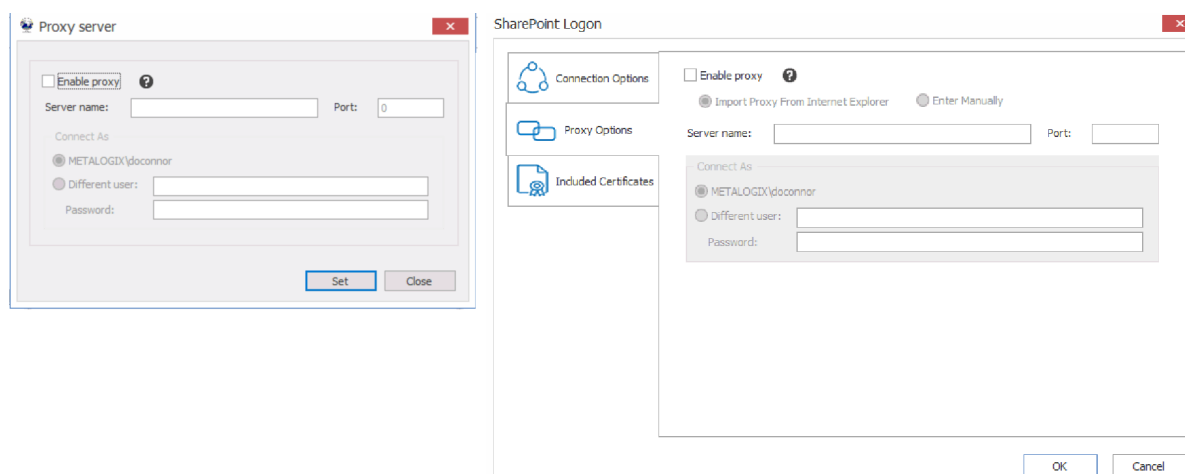 Proxy server
Enable proxy
Server name:
Port: 0
Connect As
METALOGIX\doconnor
Different user:
Password:
Set Close
SharePoint Logon
Connection Options
Proxy Options
Included Certificates
Enable proxy
Import Proxy From Internet Explorer Enter Manually
Server name: Port:
Connect As
METALOGIX\doconnor
Different user:
Password:
OK Cancel